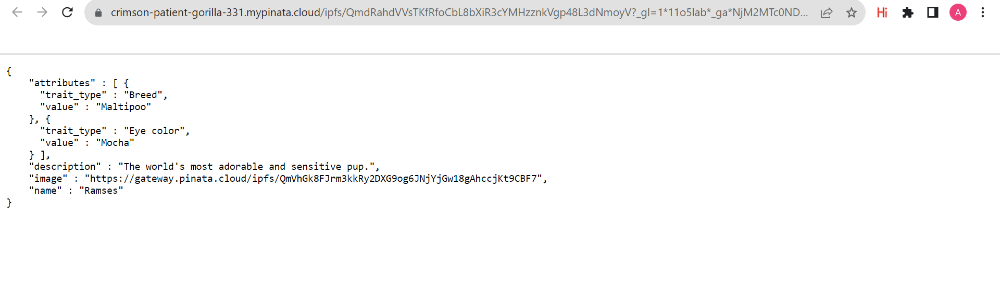 crimson-patient-gorilla-331.mypinata.cloud/ipfs/QmdRahdVVsTKfRfoCbL8bXiR3cYMHzznkVgp48L3dNmoyV?_gl=1*11o5lab*_ga*NjM2MTc0ND... Hi A
{
"attributes" : [ {
"trait_type" : "Breed",
"value" : "Maltipoo"
}, {
"trait_type" : "Eye color",
"value" : "Mocha"
} ],
"description" : "The world's most adorable and sensitive pup.",
"image" : "https://gateway.pinata.cloud/ipfs/QmVhGk8FJrm3kkRy2DXG9og6JNjYjGw18gAhccjKt9CBF7",
"name" : "Ramses"
}